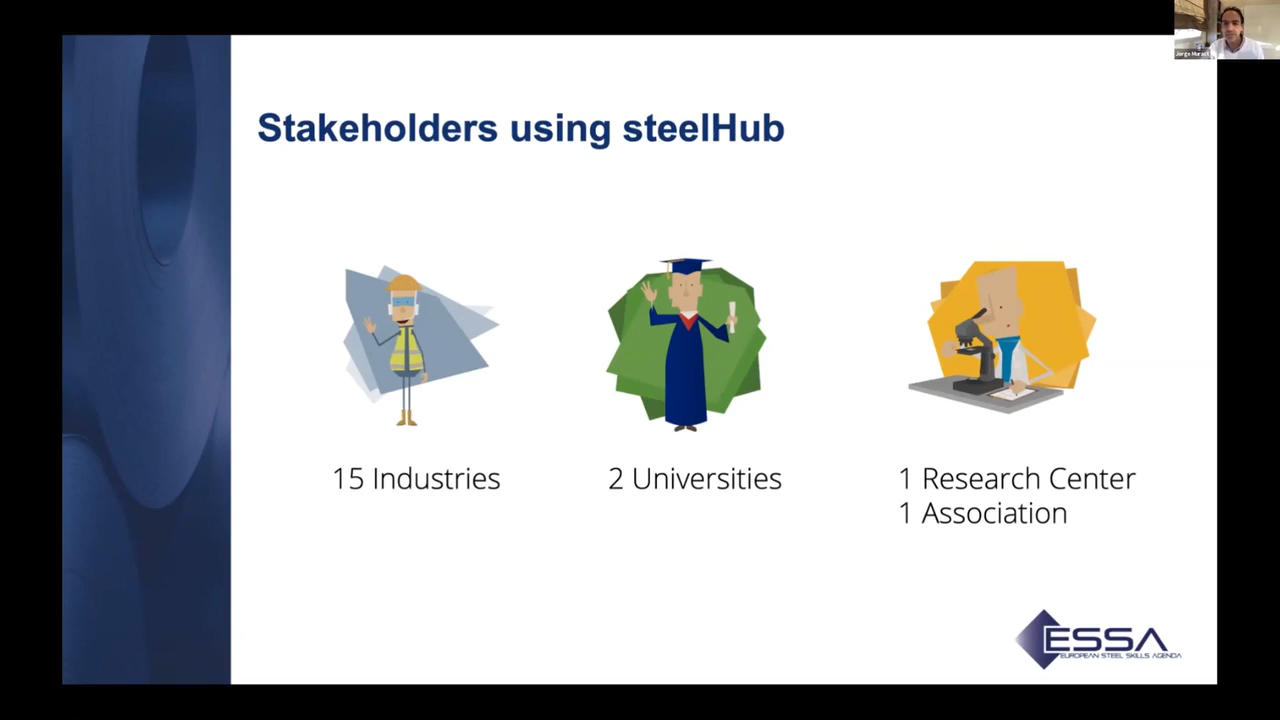 Stakeholders using steelHub
15 Industries
2 Universities
1 Research Center
1 Association
ESSA
EUROPEAN STEEL SKILLS AGENDA